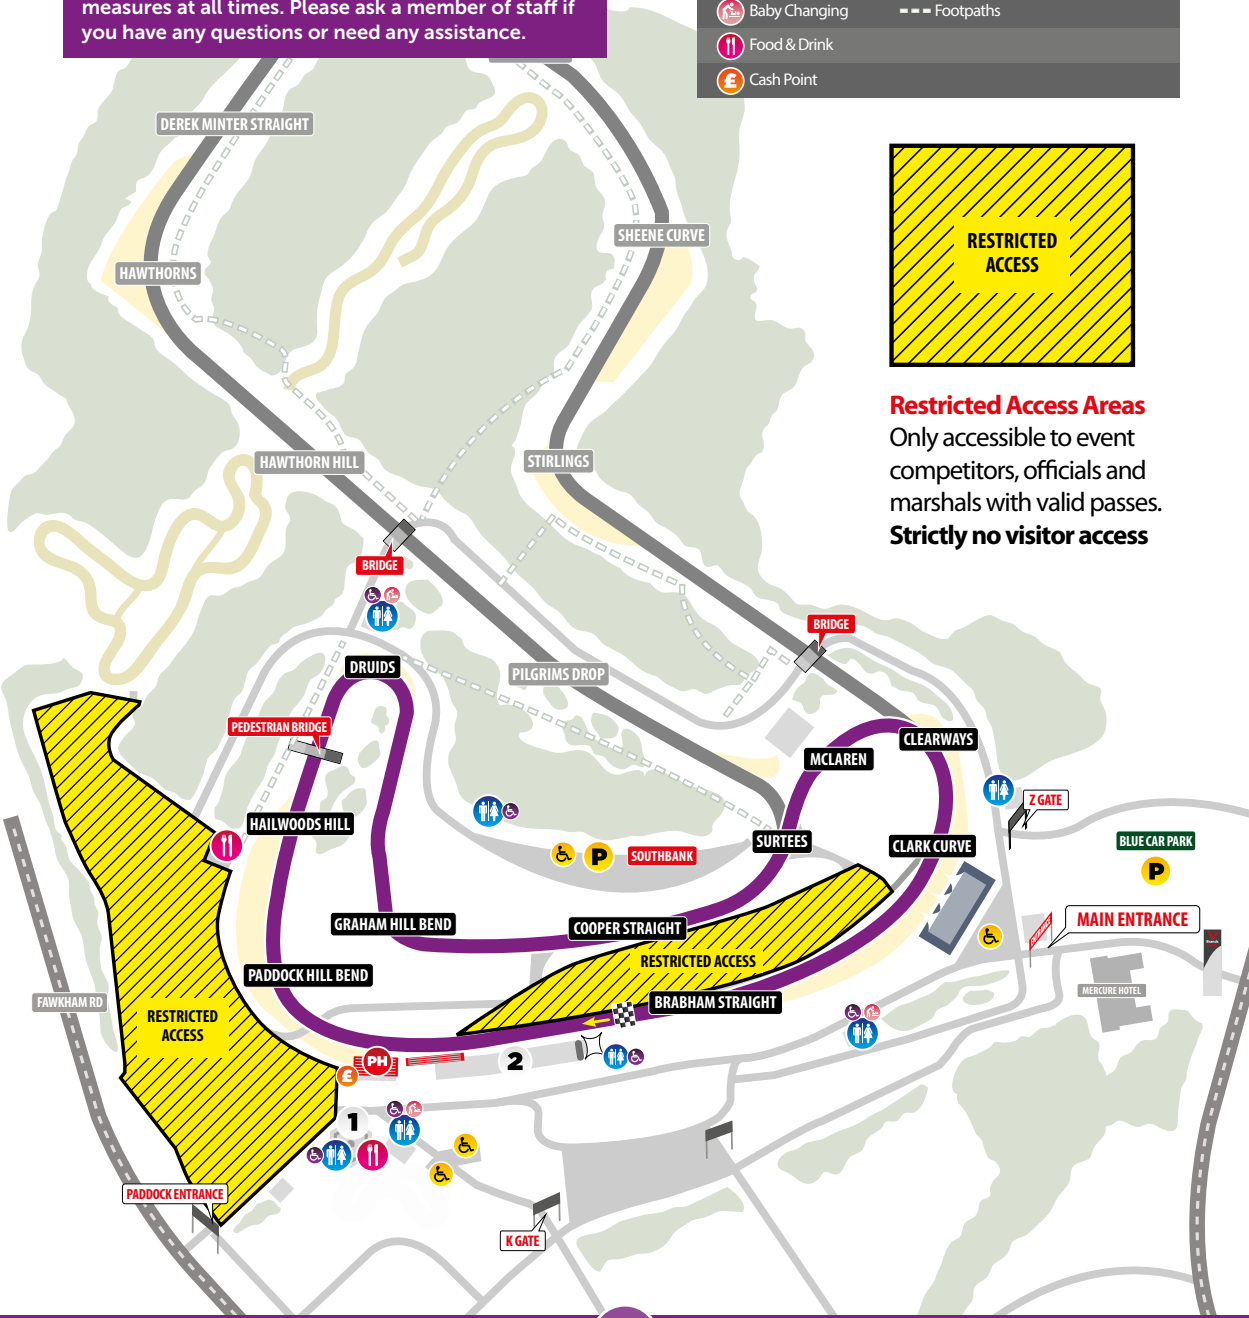 measures at all times. Please ask a member of staff if
you have any questions or need any assistance.
Baby Changing
Footpaths
Food & Drink
£ Cash Point
DEREK MINTER STRAIGHT
SHEENE CURVE
HAWTHORNS
RESTRICTED
ACCESS
Restricted Access Areas
Only accessible to event
competitors, officials and
marshals with valid passes.
Strictly no visitor access
HAWTHORN HILL
STIRLINGS
BRIDGE
BRIDGE
DRUIDS
PILGRIMS DROP
PEDESTRIAN BRIDGE
CLEARWAYS
MCLAREN
Z GATE
HAILWOODS HILL
SURTEES
CLARK CURVE
BLUE CAR PARK
P
P
SOUTHBANK
GRAHAM HILL BEND
COOPER STRAIGHT
MAIN ENTRANCE
ENTRANCE
RESTRICTED ACCESS
PADDOCK HILL BEND
MERCURE HOTEL
FAWKHAM RD
BRABHAM STRAIGHT
RESTRICTED
ACCESS
PH
2
£
1
PADDOCK ENTRANCE
K GATE